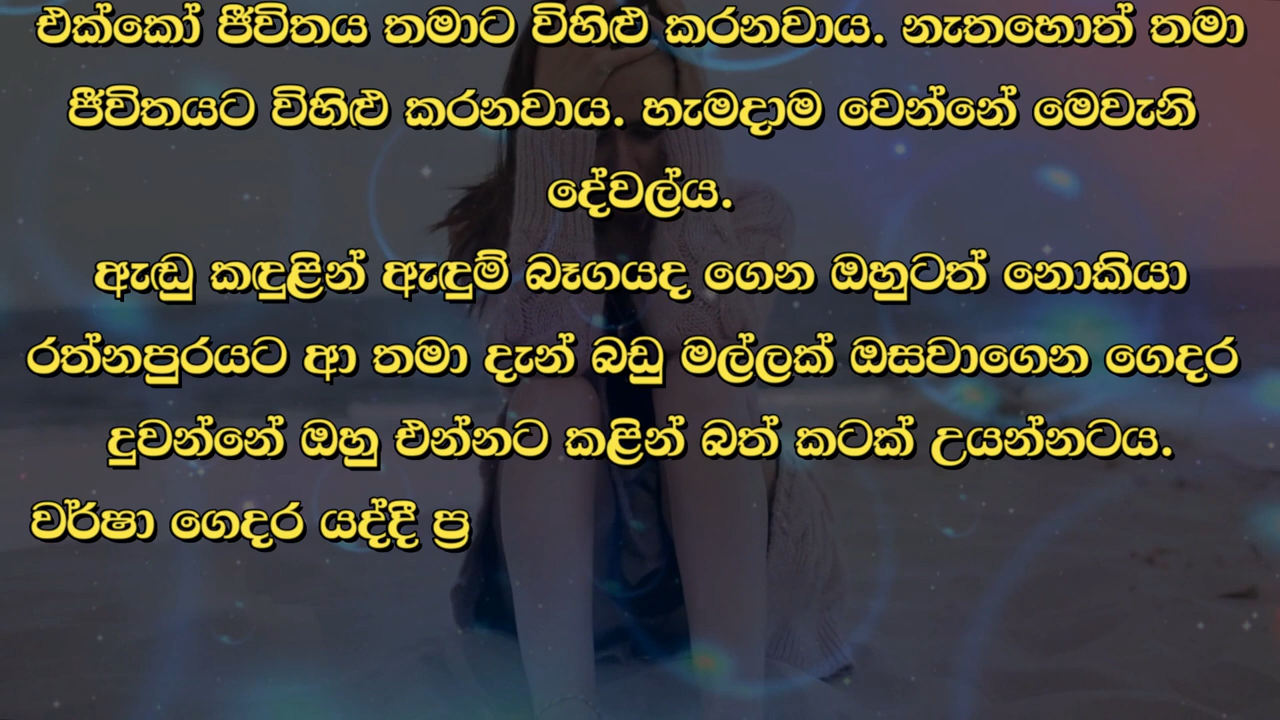 එක්කෝ ජීවිතය තමාට විහිළු කරනවාය. නැතහොත් තමා
ජීවිතයට විහිළු කරනවාය. හැමදාම වෙන්නේ මෙවැනි
දේවල්ය.
ඇඬූ කඳුළින් ඇඳුම් බෑගයද ගෙන ඔහුටත් නොකියා
රත්නපුරයට ආ තමා දැන් බඩු මල්ලක් ඔසවාගෙන ගෙදර
දුවන්නේ ඔහු එන්නට කළින් බත් කටක් උයන්නටය.
වර්ෂා ගෙදර යද්දී ප්‍ර